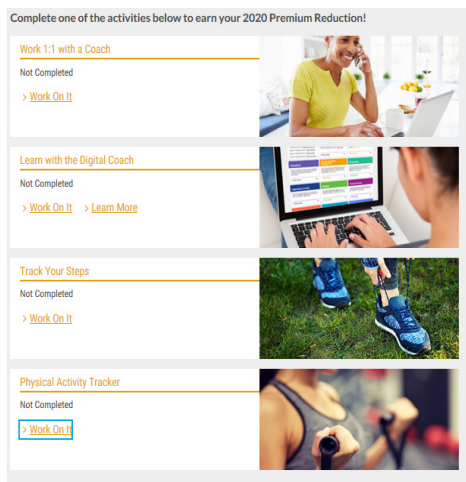 Complete one of the activities below to earn your 2020 Premium Reduction!
Work 1:1 with a Coach
Not Completed
> Work On It
Learn with the Digital Coach
Not Completed
> Work On It > Learn More
Track Your Steps
Not Completed
> Work On It
Physical Activity Tracker
Not Completed
> Work On It